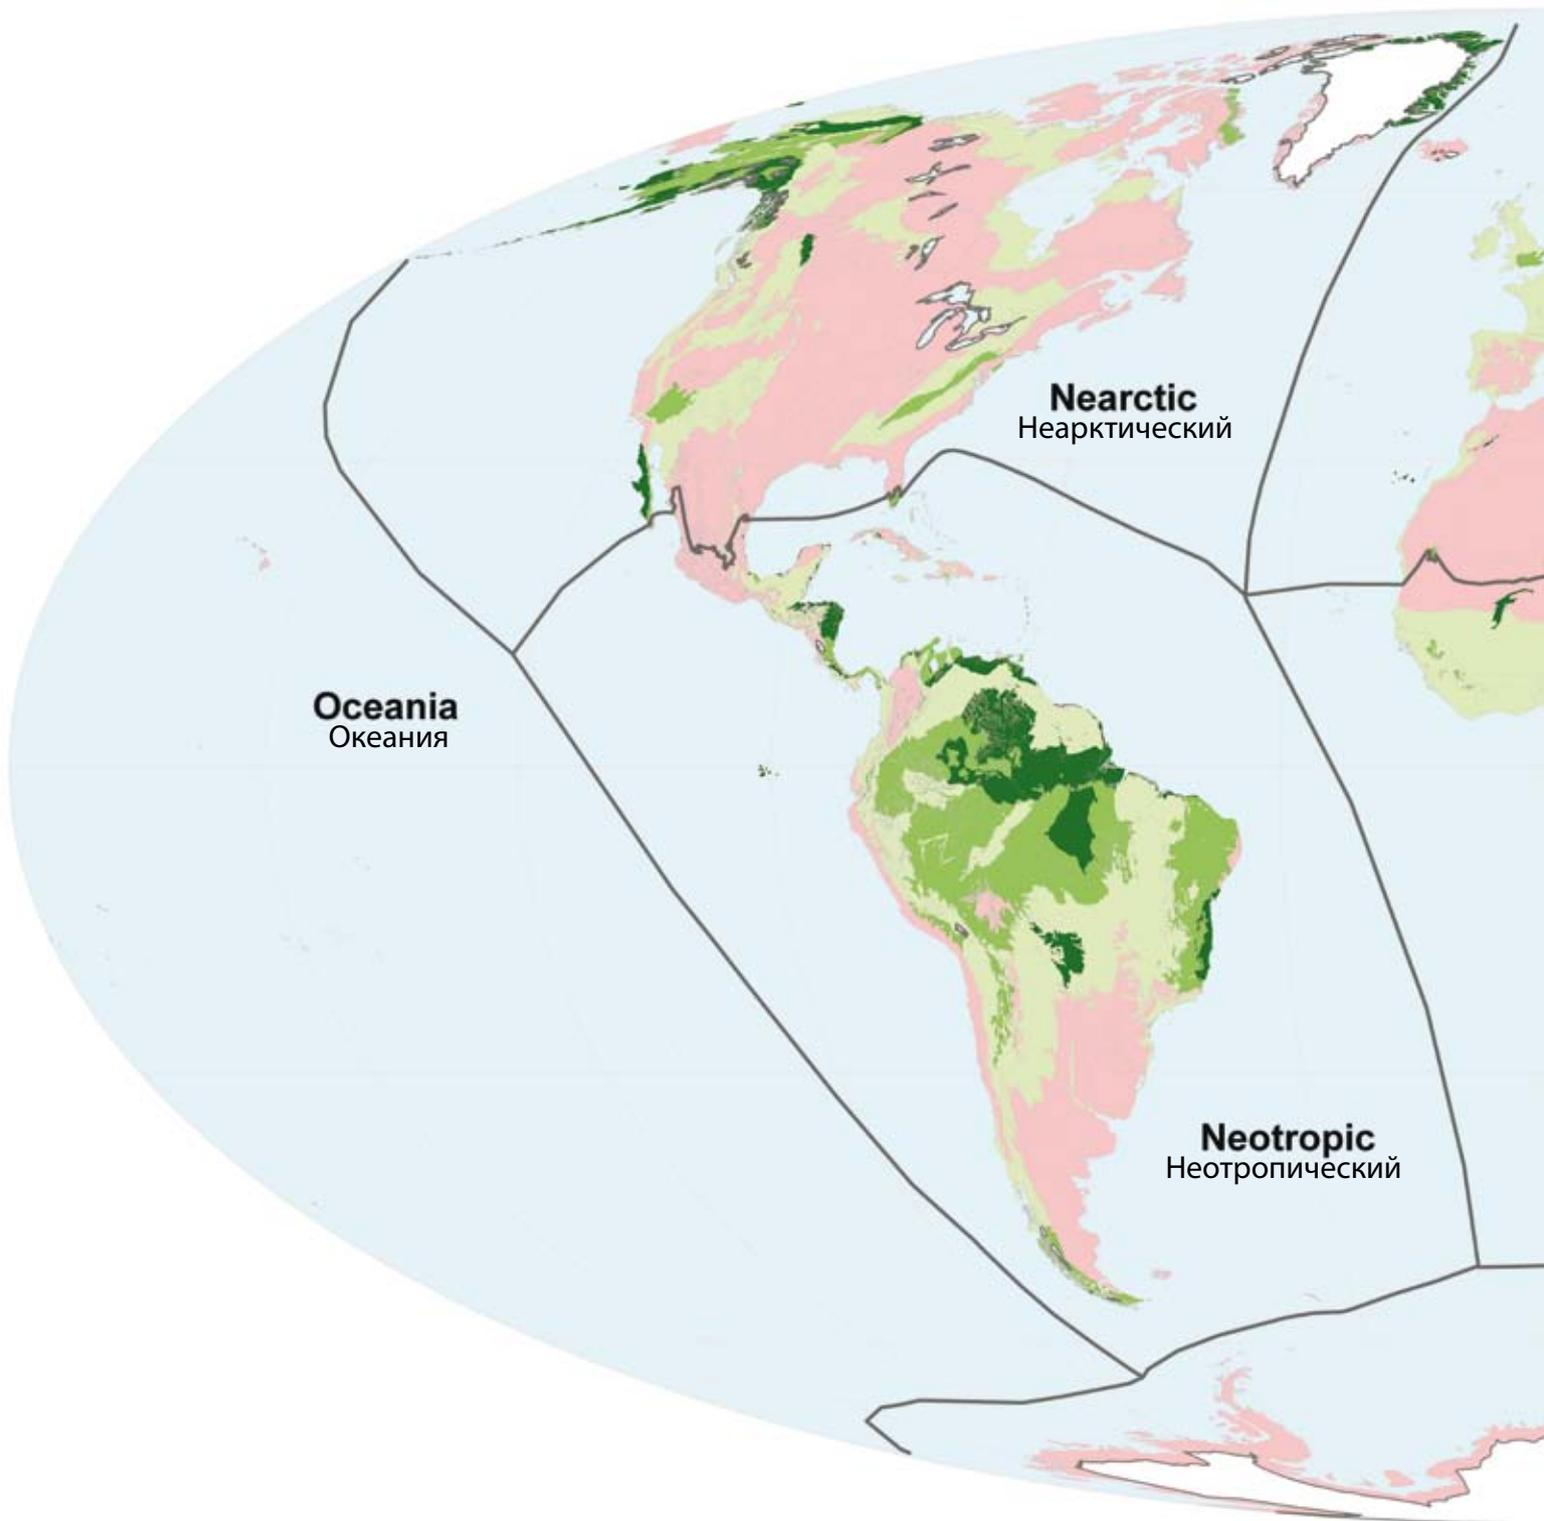 Nearctic
Неарктический
Oceania
Океания
Neotropic
Неотропический